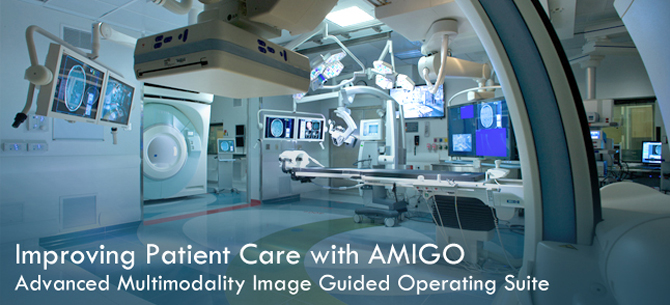 Improving Patient Care with AMIGO
Advanced Multimodality Image Guided Operating Suite